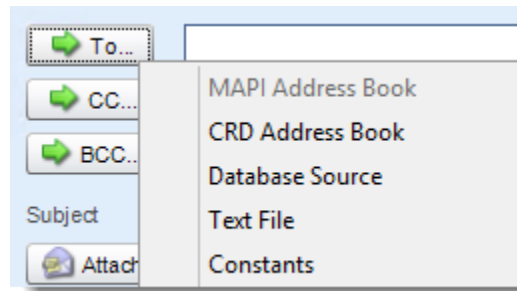 To...
CC...
BCC..
Subject
Attach
MAPI Address Book
CRD Address Book
Database Source
Text File
Constants